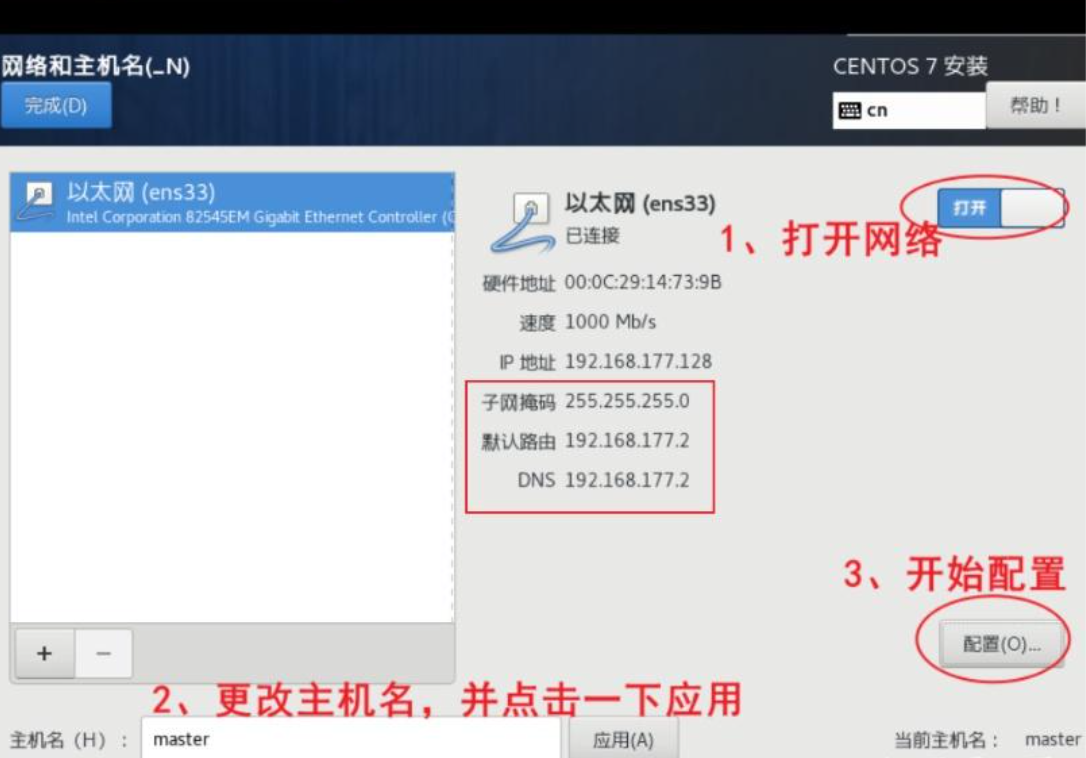 网络和主机名(_N)
CENTOS 7 安装
完成(D)
cn
帮助！
以太网 (ens33)
Intel Corporation 82545EM Gigabit Ethernet Controller (
以太网 (ens33)
已连接
打开
1、打开网络
硬件地址 00:0C:29:14:73:9B
速度 1000 Mb/s
IP 地址 192.168.177.128
子网掩码 255.255.255.0
默认路由 192.168.177.2
DNS 192.168.177.2
3、开始配置
配置(O)...
+ −
2、更改主机名，并点击一下应用
主机名（H）： master
应用(A)
当前主机名： master